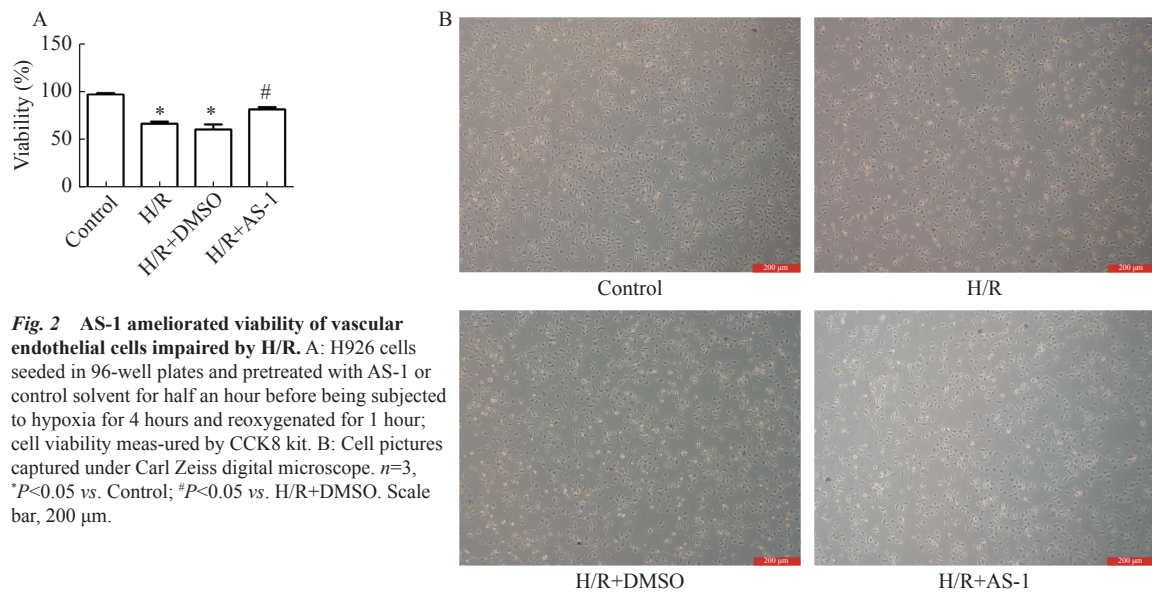 A
150
100
50
0
Viability (%)
*
*
#
Control
H/R
H/R+DMSO
H/R+AS-1
Fig. 2 AS-1 ameliorated viability of vascular
endothelial cells impaired by H/R. A: H926 cells
seeded in 96-well plates and pretreated with AS-1 or
control solvent for half an hour before being subjected
to hypoxia for 4 hours and reoxygenated for 1 hour;
cell viability meas-ured by CCK8 kit. B: Cell pictures
captured under Carl Zeiss digital microscope. n=3,
*P<0.05 vs. Control; #P<0.05 vs. H/R+DMSO. Scale
bar, 200 μm.
B
200 μm
Control
200 μm
H/R
200 μm
H/R+DMSO
200 μm
H/R+AS-1